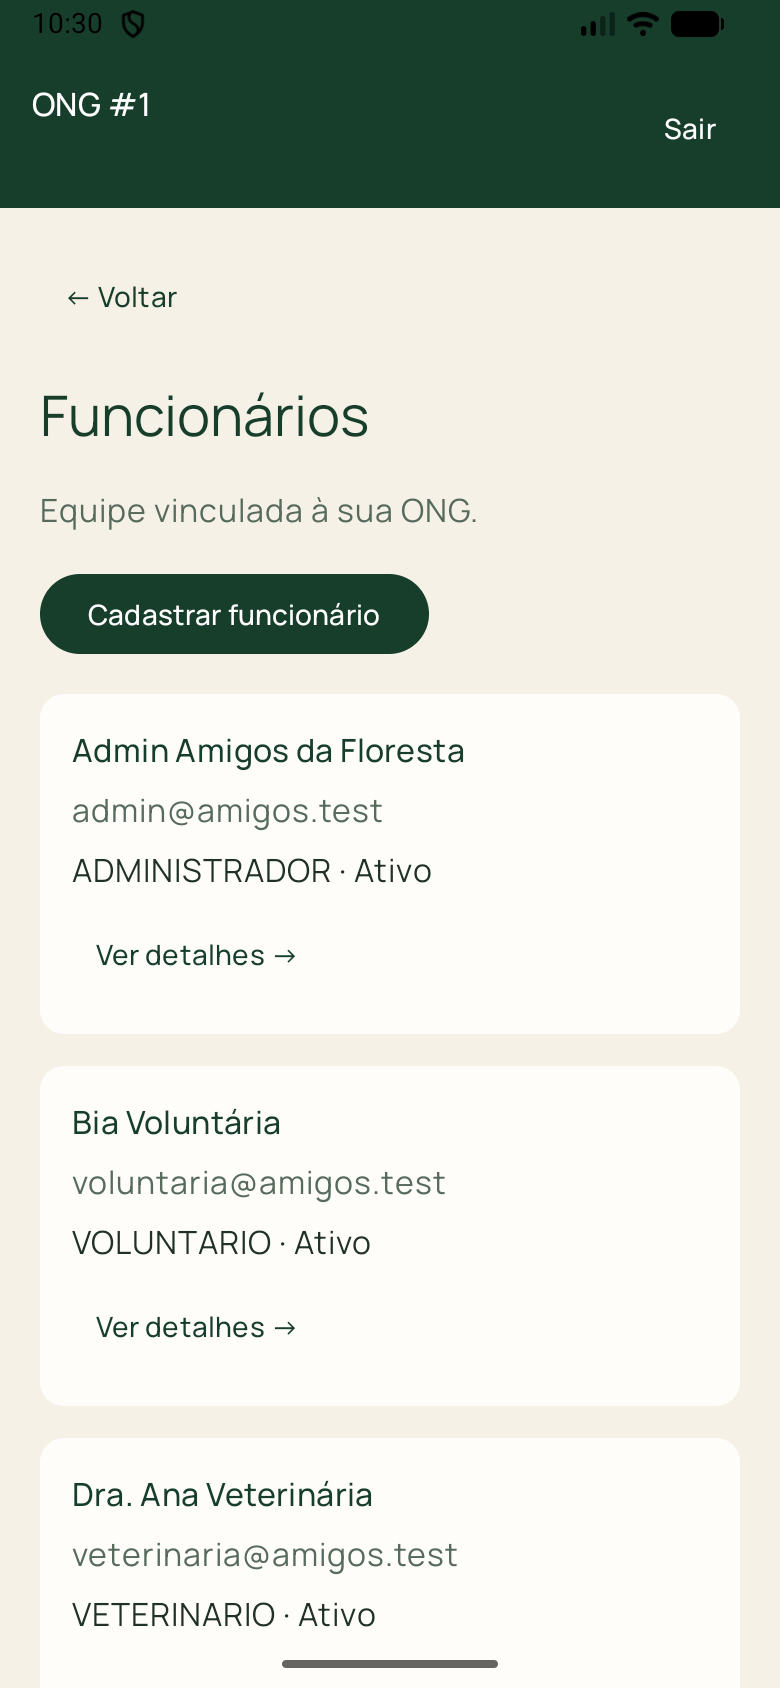 10:30
ONG #1
Sair
← Voltar
Funcionários
Equipe vinculada à sua ONG.
Cadastrar funcionário
Admin Amigos da Floresta
admin@amigos.test
ADMINISTRADOR · Ativo
Ver detalhes →
Bia Voluntária
voluntaria@amigos.test
VOLUNTARIO · Ativo
Ver detalhes →
Dra. Ana Veterinária
veterinaria@amigos.test
VETERINARIO · Ativo